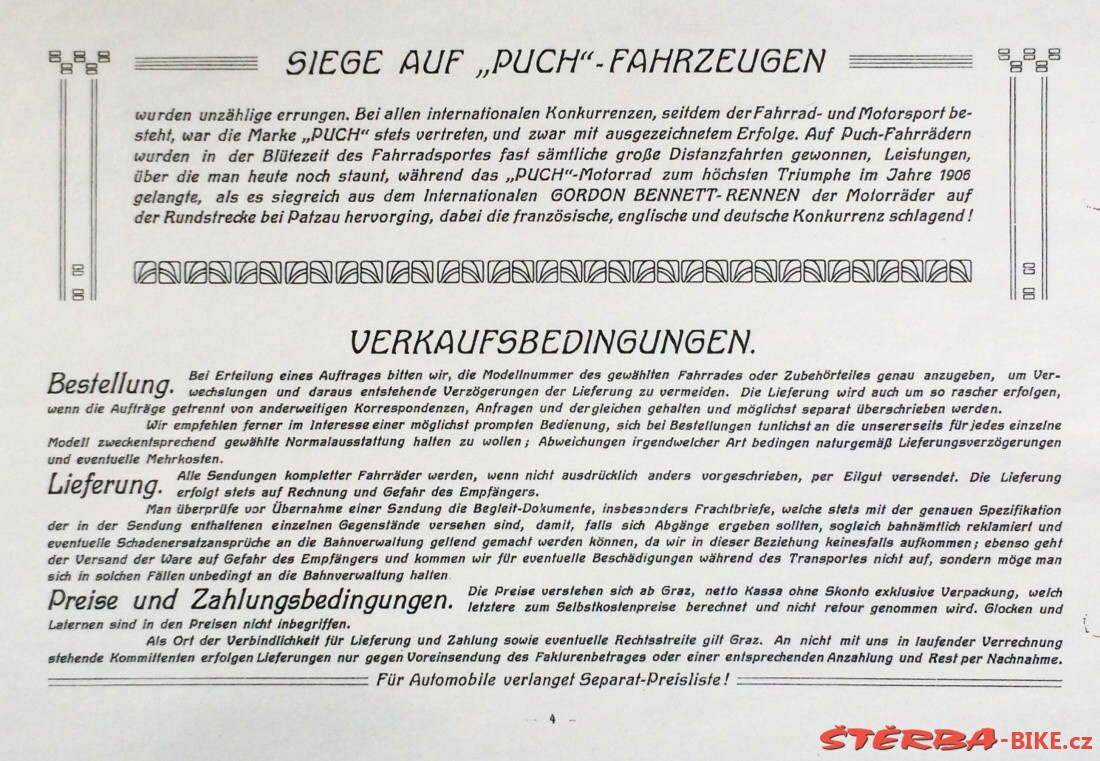 SIEGE AUF „PUCH“-FAHRZEUGEN
wurden unzählige errungen. Bei allen internationalen Konkurrenzen, seitdem der Fahrrad- und Motorsport be-
steht, war die Marke „PUCH“ stets vertreten, und zwar mit ausgezeichnetem Erfolge. Auf Puch-Fahrrädern
wurden in der Blütezeit des Fahrradsportes fast sämtliche große Distanzfahrten gewonnen, Leistungen,
über die man heute noch staunt, während das „PUCH“-Motorrad zum höchsten Triumphe im Jahre 1906
gelangte, als es siegreich aus dem Internationalen GORDON BENNETT-RENNEN der Motorräder auf
der Rundstrecke bei Patzau hervorging, dabei die französische, englische und deutsche Konkurrenz schlagend!
VERKAUFSBEDINGUNGEN.
Bestellung. Bei Erteilung eines Auftrages bitten wir, die Modellnummer des gewählten Fahrrades oder Zubehörteiles genau anzugeben, um Ver-
wechslungen und daraus entstehende Verzögerungen der Lieferung zu vermeiden. Die Lieferung wird auch um so rascher erfolgen,
wenn die Aufträge getrennt von anderweitigen Korrespondenzen, Anfragen und dergleichen gehalten und möglichst separat überschrieben werden.
Wir empfehlen ferner im Interesse einer möglichst prompten Bedienung, sich bei Bestellungen tunlichst an die unsererseits für jedes einzelne
Modell zweckentsprechend gewählte Normalausstattung halten zu wollen; Abweichungen irgendwelcher Art bedingen naturgemäß Lieferungsverzögerungen
und eventuelle Mehrkosten.
Lieferung. Alle Sendungen kompletter Fahrräder werden, wenn nicht ausdrücklich anders vorgeschrieben, per Eilgut versendet. Die Lieferung
erfolgt stets auf Rechnung und Gefahr des Empfängers.
Man überprüfe vor Übernahme einer Sendung die Begleit-Dokumente, insbesonders Frachtbriefe, welche stets mit der genauen Spezifikation
der in der Sendung enthaltenen einzelnen Gegenstände versehen sind, damit, falls sich Abgänge ergeben sollten, sogleich bahnämtlich reklamiert und
eventuelle Schadenersatzansprüche an die Bahnverwaltung geltend gemacht werden können, da wir in dieser Beziehung keinesfalls aufkommen; ebenso geht
der Versand der Ware auf Gefahr des Empfängers und kommen wir für eventuelle Beschädigungen während des Transportes nicht auf, sondern möge man
sich in solchen Fällen unbedingt an die Bahnverwaltung halten.
Preise und Zahlungsbedingungen. Die Preise verstehen sich ab Graz, netto Kassa ohne Skonto exklusive Verpackung, welch
letztere zum Selbstkostenpreise berechnet und nicht retour genommen wird. Glocken und
Laternen sind in den Preisen nicht inbegriffen.
Als Ort der Verbindlichkeit für Lieferung und Zahlung sowie eventuelle Rechtsstreite gilt Graz. An nicht mit uns in laufender Verrechnung
stehende Kommittenten erfolgen Lieferungen nur gegen Voreinsendung des Fakturenbetrages oder einer entsprechenden Anzahlung und Rest per Nachnahme.
Für Automobile verlanget Separat-Preisliste!
- 4 -
ŠTĚRBA-BIKE.cz